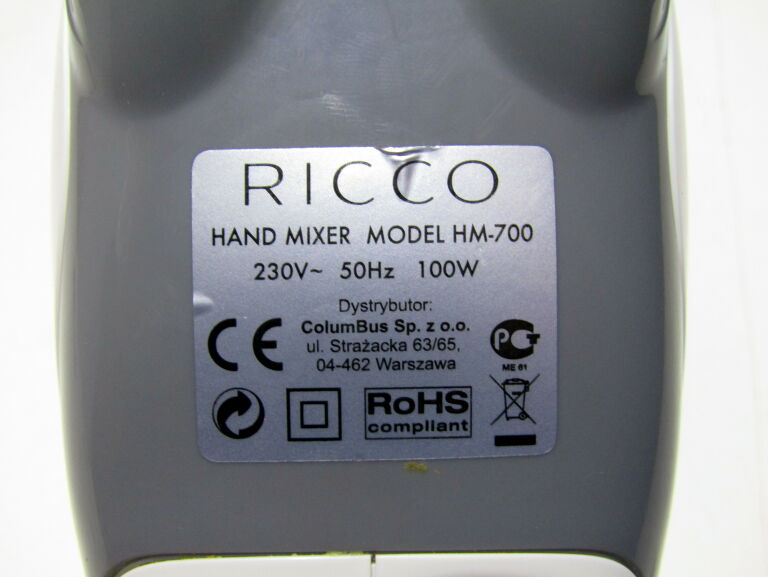 RICCO
HAND MIXER MODEL HM-700
230V~ 50Hz 100W
Dystrybutor:
ColumBus Sp. z o.o.
ul. Strażacka 63/65,
04-462 Warszawa
CE
PCT
ME 61
RoHS
compliant